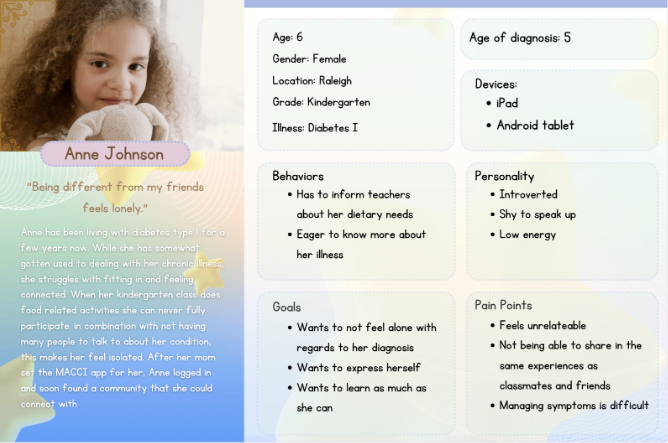 Anne Johnson
"Being different from my friends
feels lonely."
Anne has been living with diabetes type I for a
few years now. While she has somewhat
gotten used to dealing with her chronic illness,
she struggles with fitting in and feeling
connected. When her kindergarten class does
food related activities she can never fully
participate. in combination with not having
many people to talk to about her condition,
this makes her feel isolated. After her mom
set the MACCI app for her, Anne logged in
and soon found a community that she could
connect with
Age: 6
Gender: Female
Location: Raleigh
Grade: Kindergarten
Illness: Diabetes I
Age of diagnosis: 5
Devices:
• iPad
• Android tablet
Behaviors
• Has to inform teachers
about her dietary needs
• Eager to know more about
her illness
Personality
• Introverted
• Shy to speak up
• Low energy
Goals
• Wants to not feel alone with
regards to her diagnosis
• Wants to express herself
• Wants to learn as much as
she can
Pain Points
• Feels unrelateable
• Not being able to share in the
same experiences as
classmates and friends
• Managing symptoms is difficult